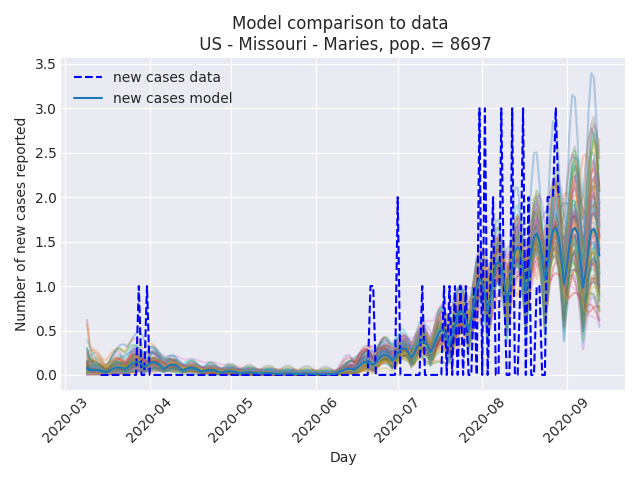 Model comparison to data
US - Missouri - Maries, pop. = 8697
new cases data
new cases model
Number of new cases reported
3.5
3.0
2.5
2.0
1.5
1.0
0.5
0.0
2020-03
2020-04
2020-05
2020-06
2020-07
2020-08
2020-09
Day